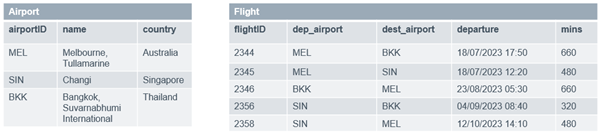 Airport
airportID name country
MEL Melbourne, Tullamarine Australia
SIN Changi Singapore
BKK Bangkok, Suvarnabhumi International Thailand
Flight
flightID dep_airport dest_airport departure mins
2344 MEL BKK 18/07/2023 17:50 660
2345 MEL SIN 18/07/2023 12:20 480
2346 BKK MEL 23/08/2023 05:30 660
2356 SIN BKK 04/09/2023 08:40 320
2358 SIN MEL 12/10/2023 14:10 480